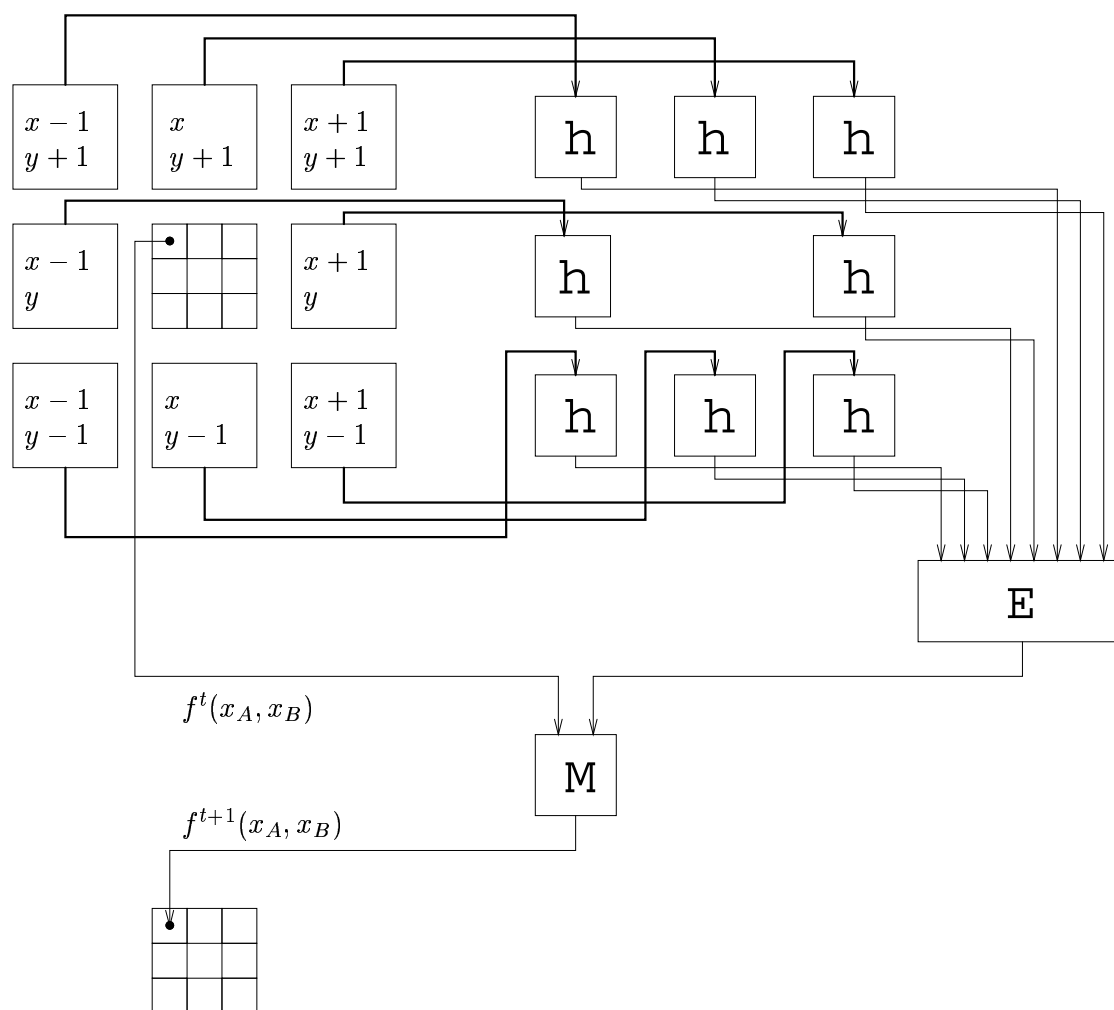 x − 1
y + 1
x
y + 1
x + 1
y + 1
h
h
h
x − 1
y
x + 1
y
h
h
x − 1
y − 1
x
y − 1
x + 1
y − 1
h
h
h
E
f^t(x_A, x_B)
M
f^{t+1}(x_A, x_B)